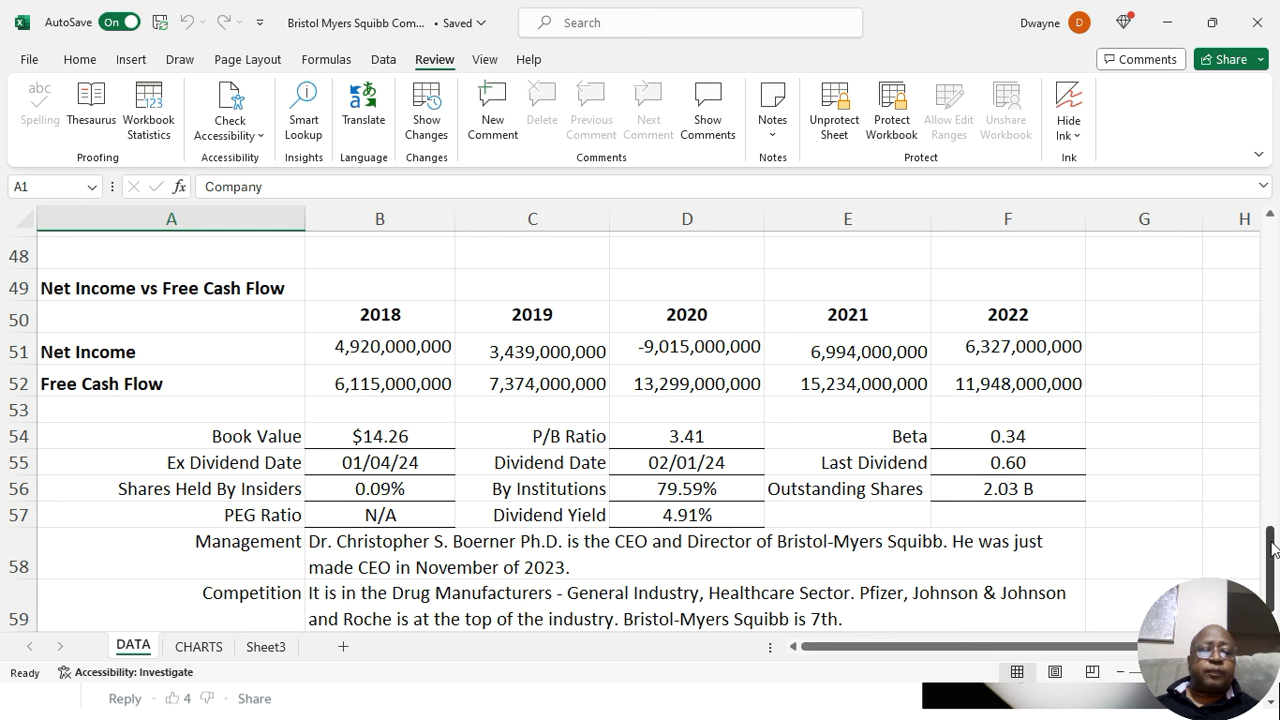 AutoSave On Bristol Myers Squibb Com... • Saved Search Dwayne D
File Home Insert Draw Page Layout Formulas Data Review View Help Comments Share
Spelling Thesaurus Workbook Statistics Check Accessibility Smart Lookup Translate Show Changes New Comment Delete Previous Comment Next Comment Show Comments Notes Unprotect Sheet Protect Workbook Allow Edit Ranges Unshare Workbook Hide Ink
Proofing Accessibility Insights Language Changes Comments Notes Protect Ink
A1 fx Company
A B C D E F G H
48
49 Net Income vs Free Cash Flow
50 2018 2019 2020 2021 2022
51 Net Income 4,920,000,000 3,439,000,000 -9,015,000,000 6,994,000,000 6,327,000,000
52 Free Cash Flow 6,115,000,000 7,374,000,000 13,299,000,000 15,234,000,000 11,948,000,000
53
54 Book Value $14.26 P/B Ratio 3.41 Beta 0.34
55 Ex Dividend Date 01/04/24 Dividend Date 02/01/24 Last Dividend 0.60
56 Shares Held By Insiders 0.09% By Institutions 79.59% Outstanding Shares 2.03 B
57 PEG Ratio N/A Dividend Yield 4.91%
58 Management Dr. Christopher S. Boerner Ph.D. is the CEO and Director of Bristol-Myers Squibb. He was just
made CEO in November of 2023.
59 Competition It is in the Drug Manufacturers - General Industry, Healthcare Sector. Pfizer, Johnson & Johnson
and Roche is at the top of the industry. Bristol-Myers Squibb is 7th.
DATA CHARTS Sheet3
Ready Accessibility: Investigate
Reply 4 Share